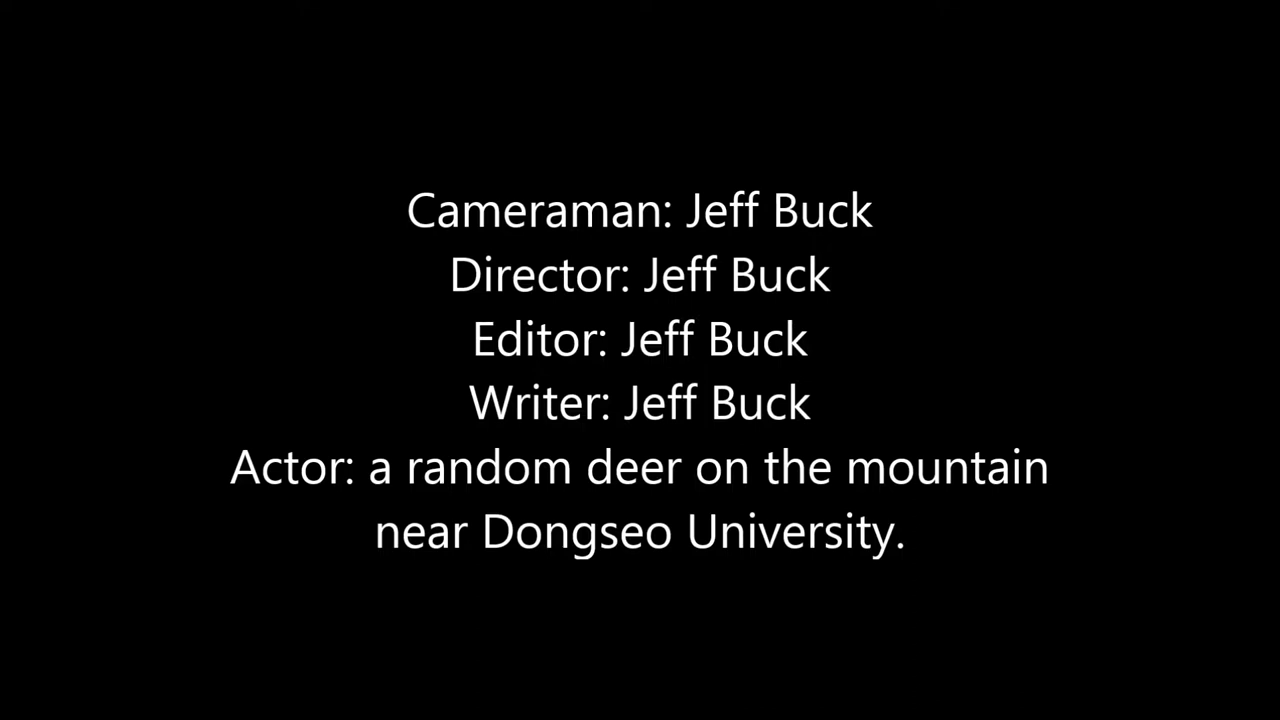 Cameraman: Jeff Buck
Director: Jeff Buck
Editor: Jeff Buck
Writer: Jeff Buck
Actor: a random deer on the mountain
near Dongseo University.